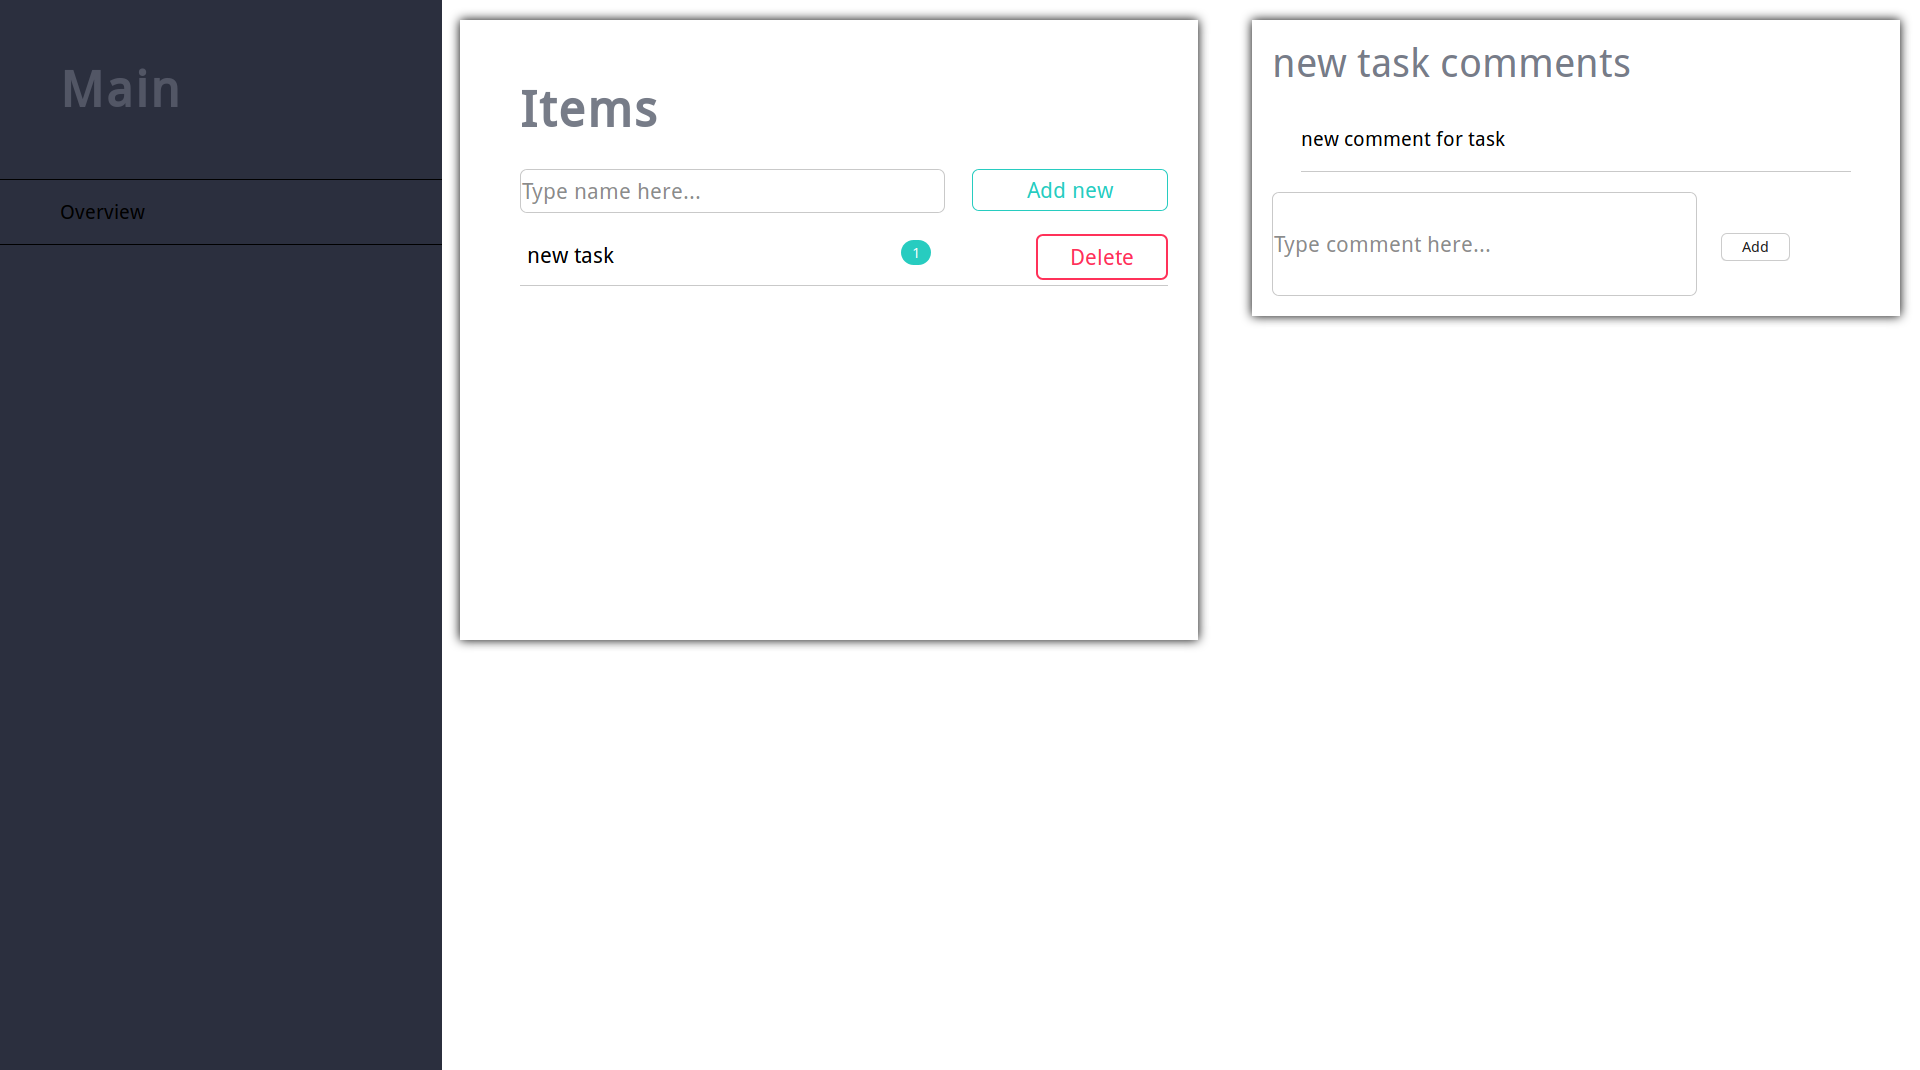 Main
Overview
Items
Type name here...
Add new
new task
1
Delete
new task comments
new comment for task
Type comment here...
Add